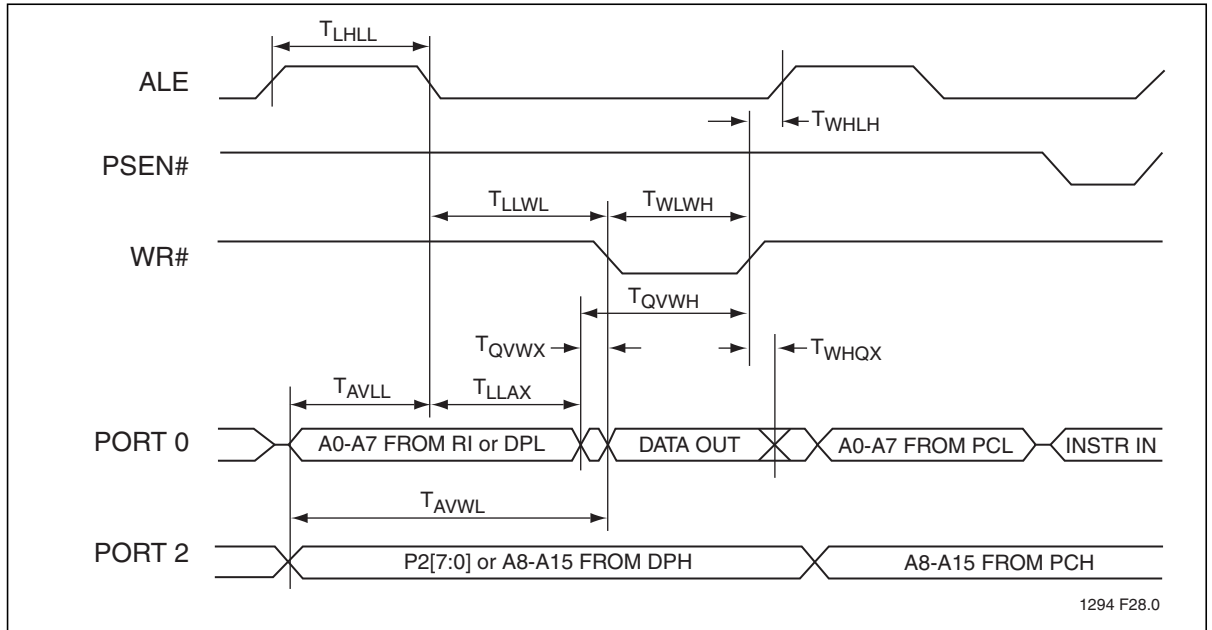 TLHLL
ALE
TWHLH
PSEN#
TLLWL
TWLWH
WR#
TQVWH
TQVWX
TWHQX
TAVLL
TLLAX
PORT 0
A0-A7 FROM RI or DPL
DATA OUT
A0-A7 FROM PCL
INSTR IN
TAVWL
PORT 2
P2[7:0] or A8-A15 FROM DPH
A8-A15 FROM PCH
1294 F28.0